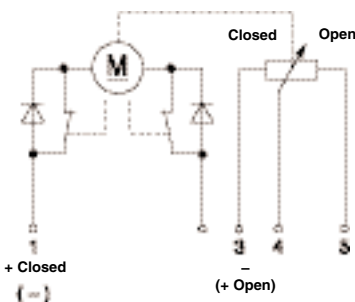 Closed Open
M
1 3 4 5
+ Closed –
(–) (+ Open)